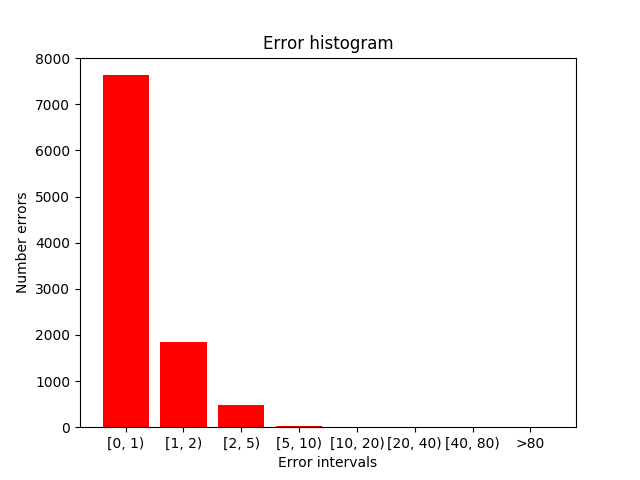 Error histogram
8000
7000
6000
5000
4000
3000
2000
1000
0
Number errors
[0, 1) [1, 2) [2, 5) [5, 10) [10, 20) [20, 40) [40, 80) >80
Error intervals